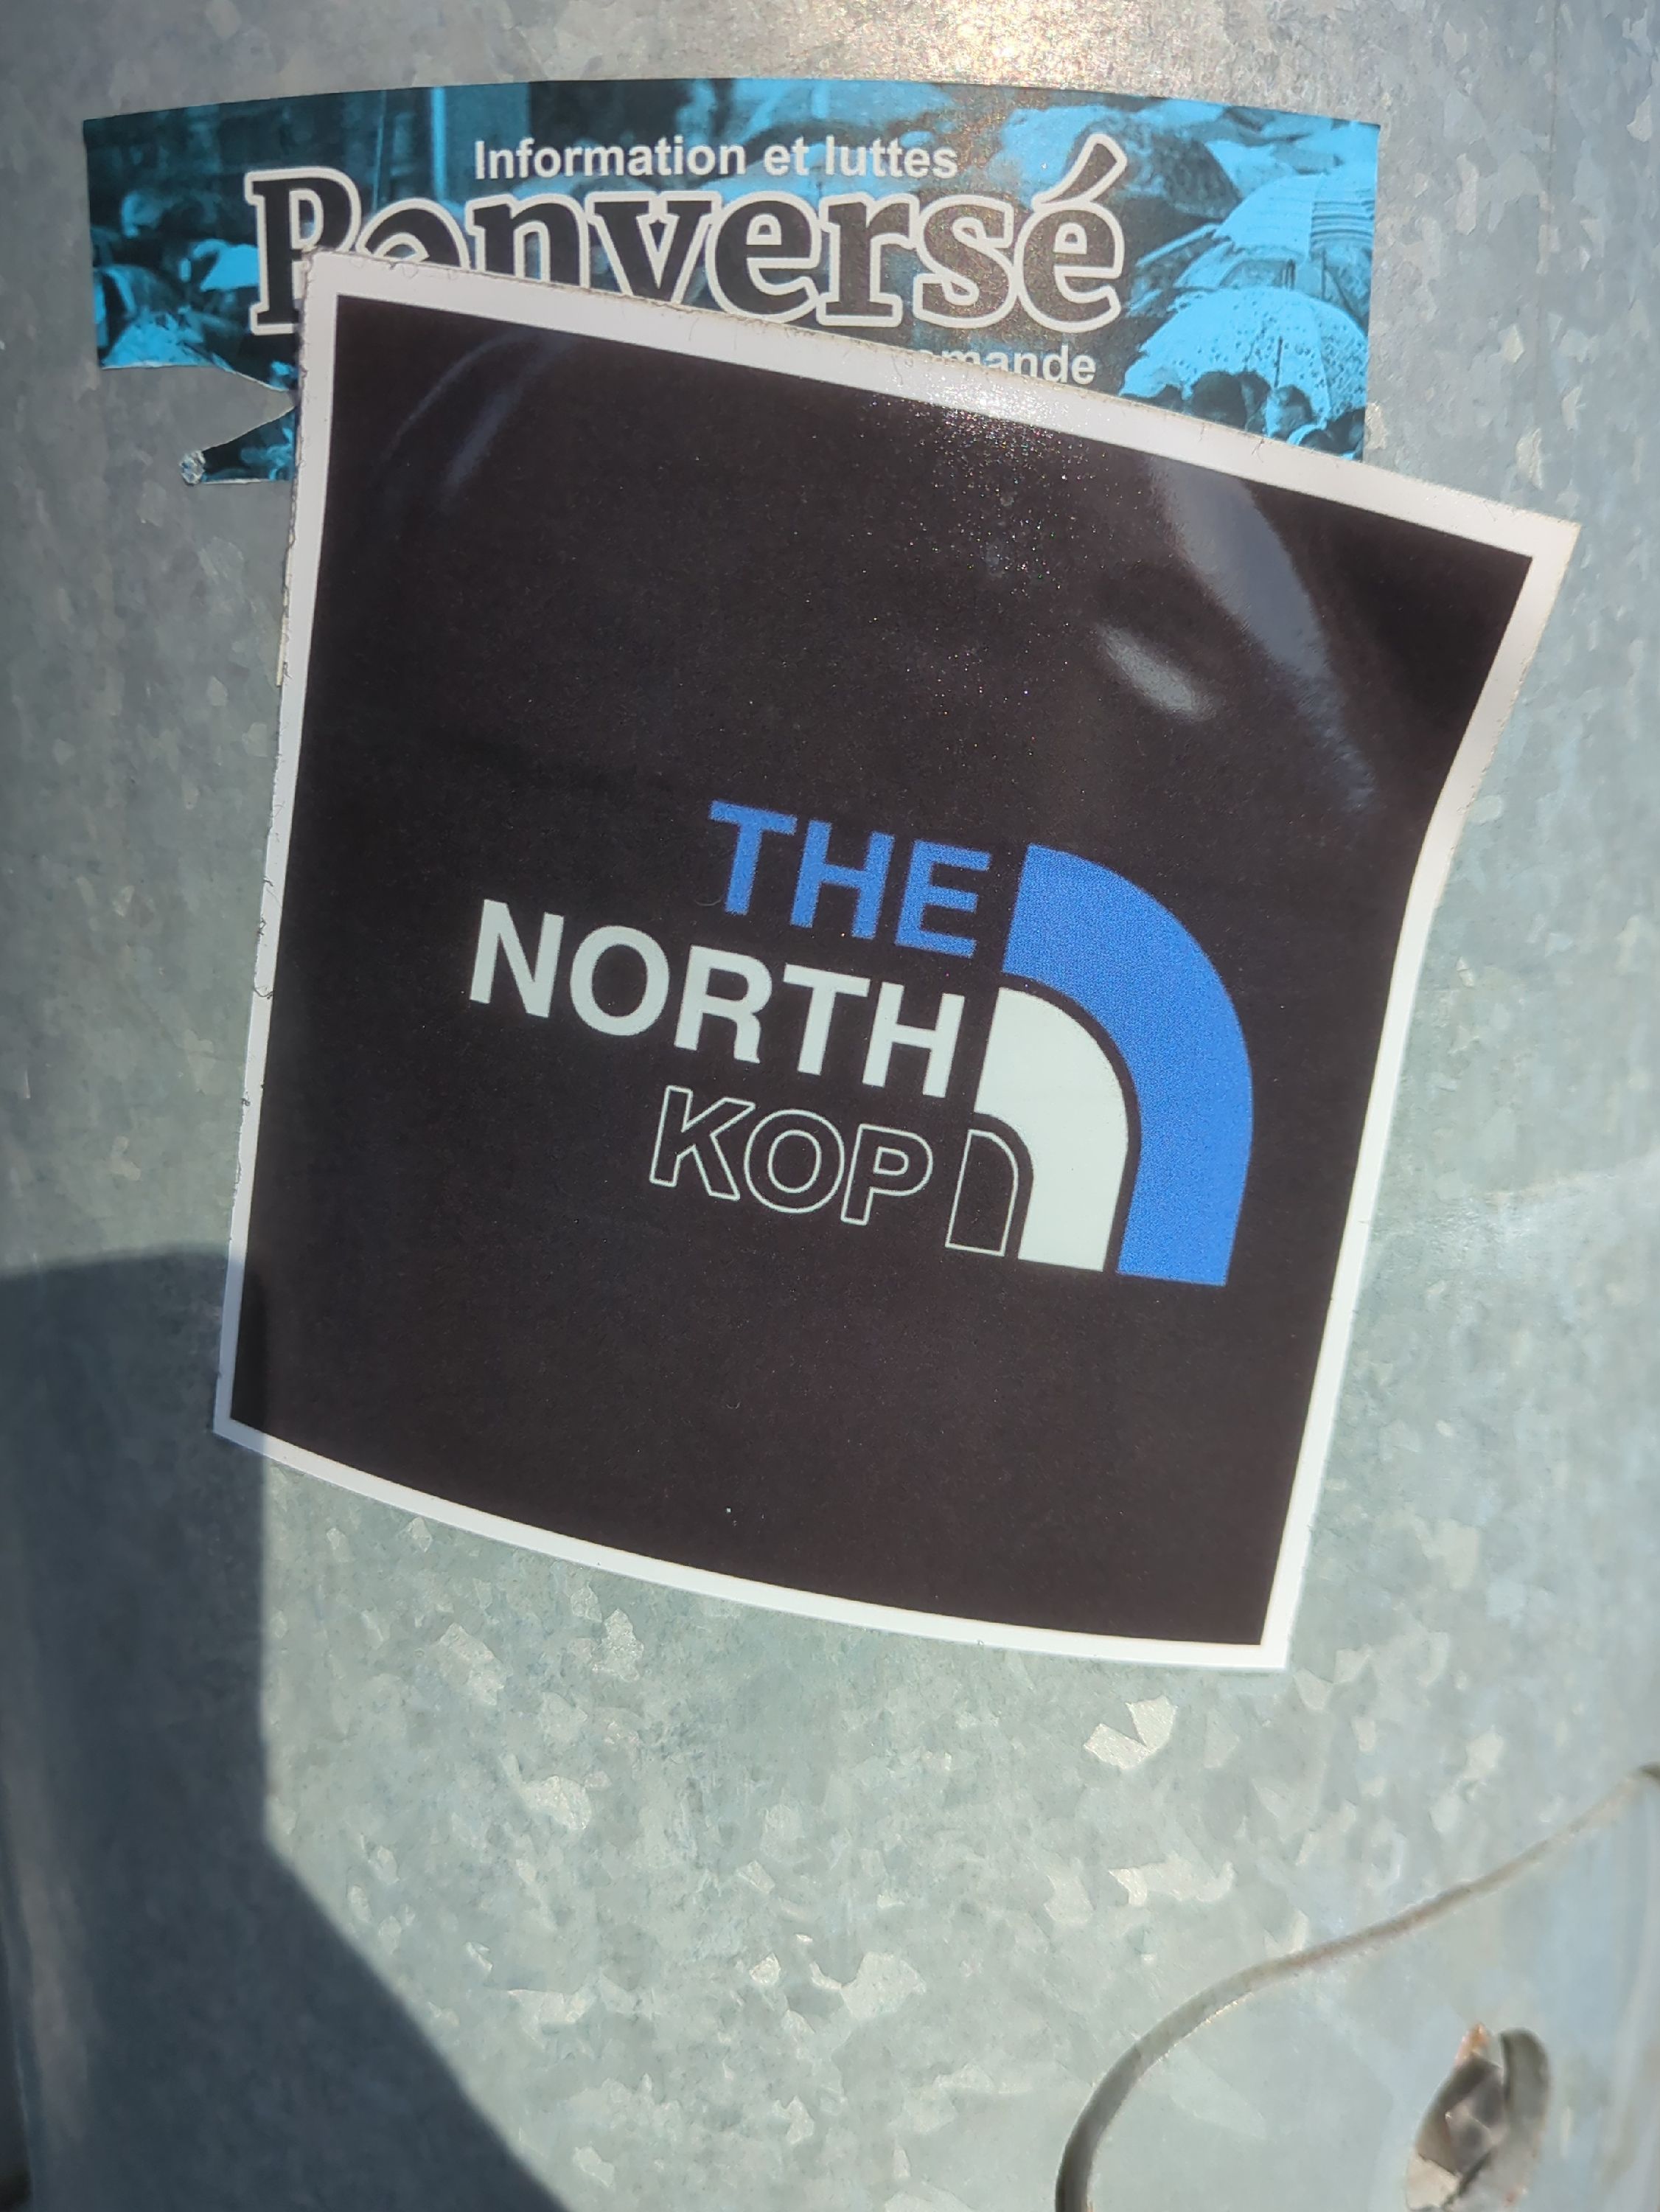 Information et luttes
Renversé
THE
NORTH
KOP